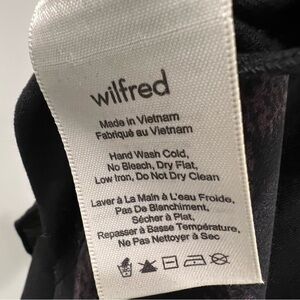 wilfred
Made in Vietnam
Fabriqué au Vietnam
Hand Wash Cold,
No Bleach, Dry Flat,
Low Iron, Do Not Dry Clean
Laver à La Main à L'eau Froide,
Pas De Blanchiment,
Sécher à Plat,
Repasser à Basse Température,
Ne Pas Nettoyer à Sec